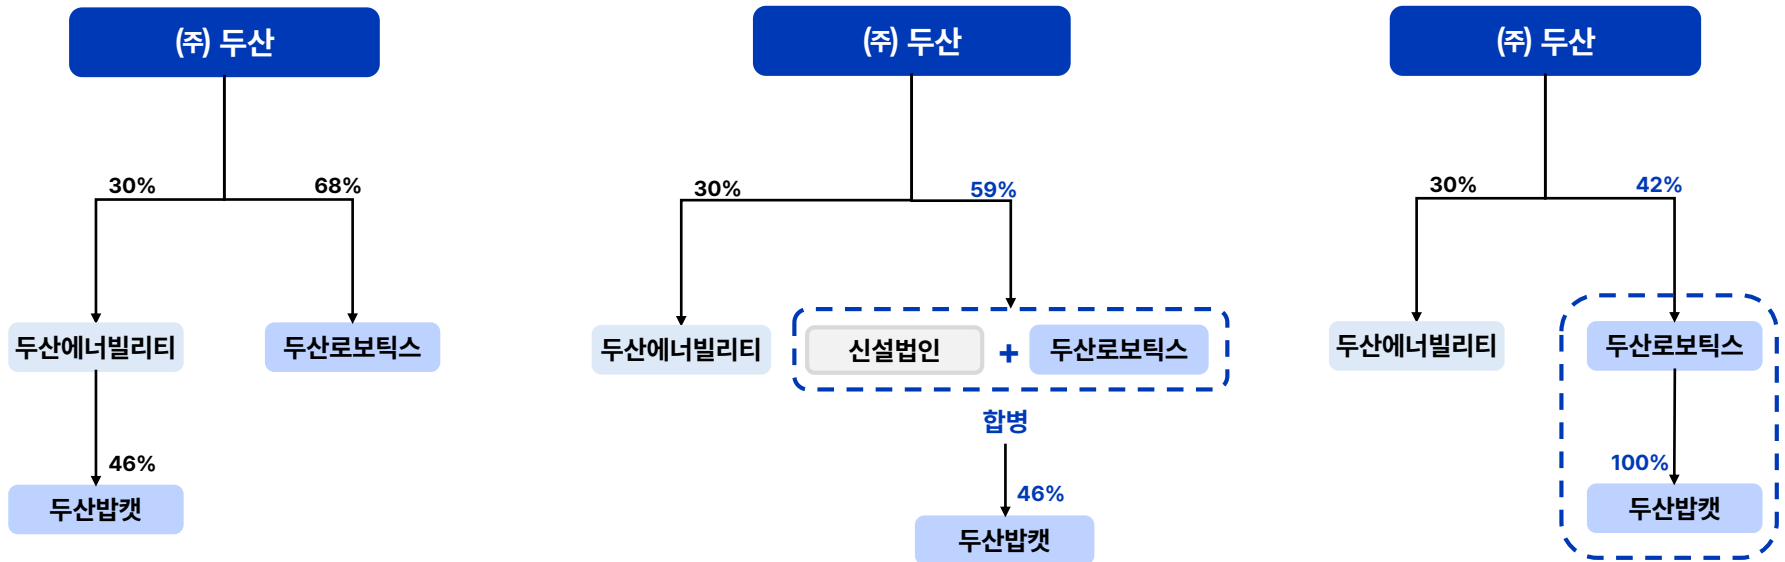 ㈜ 두산
30%
68%
두산에너빌리티
두산로보틱스
46%
두산밥캣
㈜ 두산
30%
59%
두산에너빌리티
신설법인
+
두산로보틱스
합병
46%
두산밥캣
㈜ 두산
30%
42%
두산에너빌리티
두산로보틱스
100%
두산밥캣